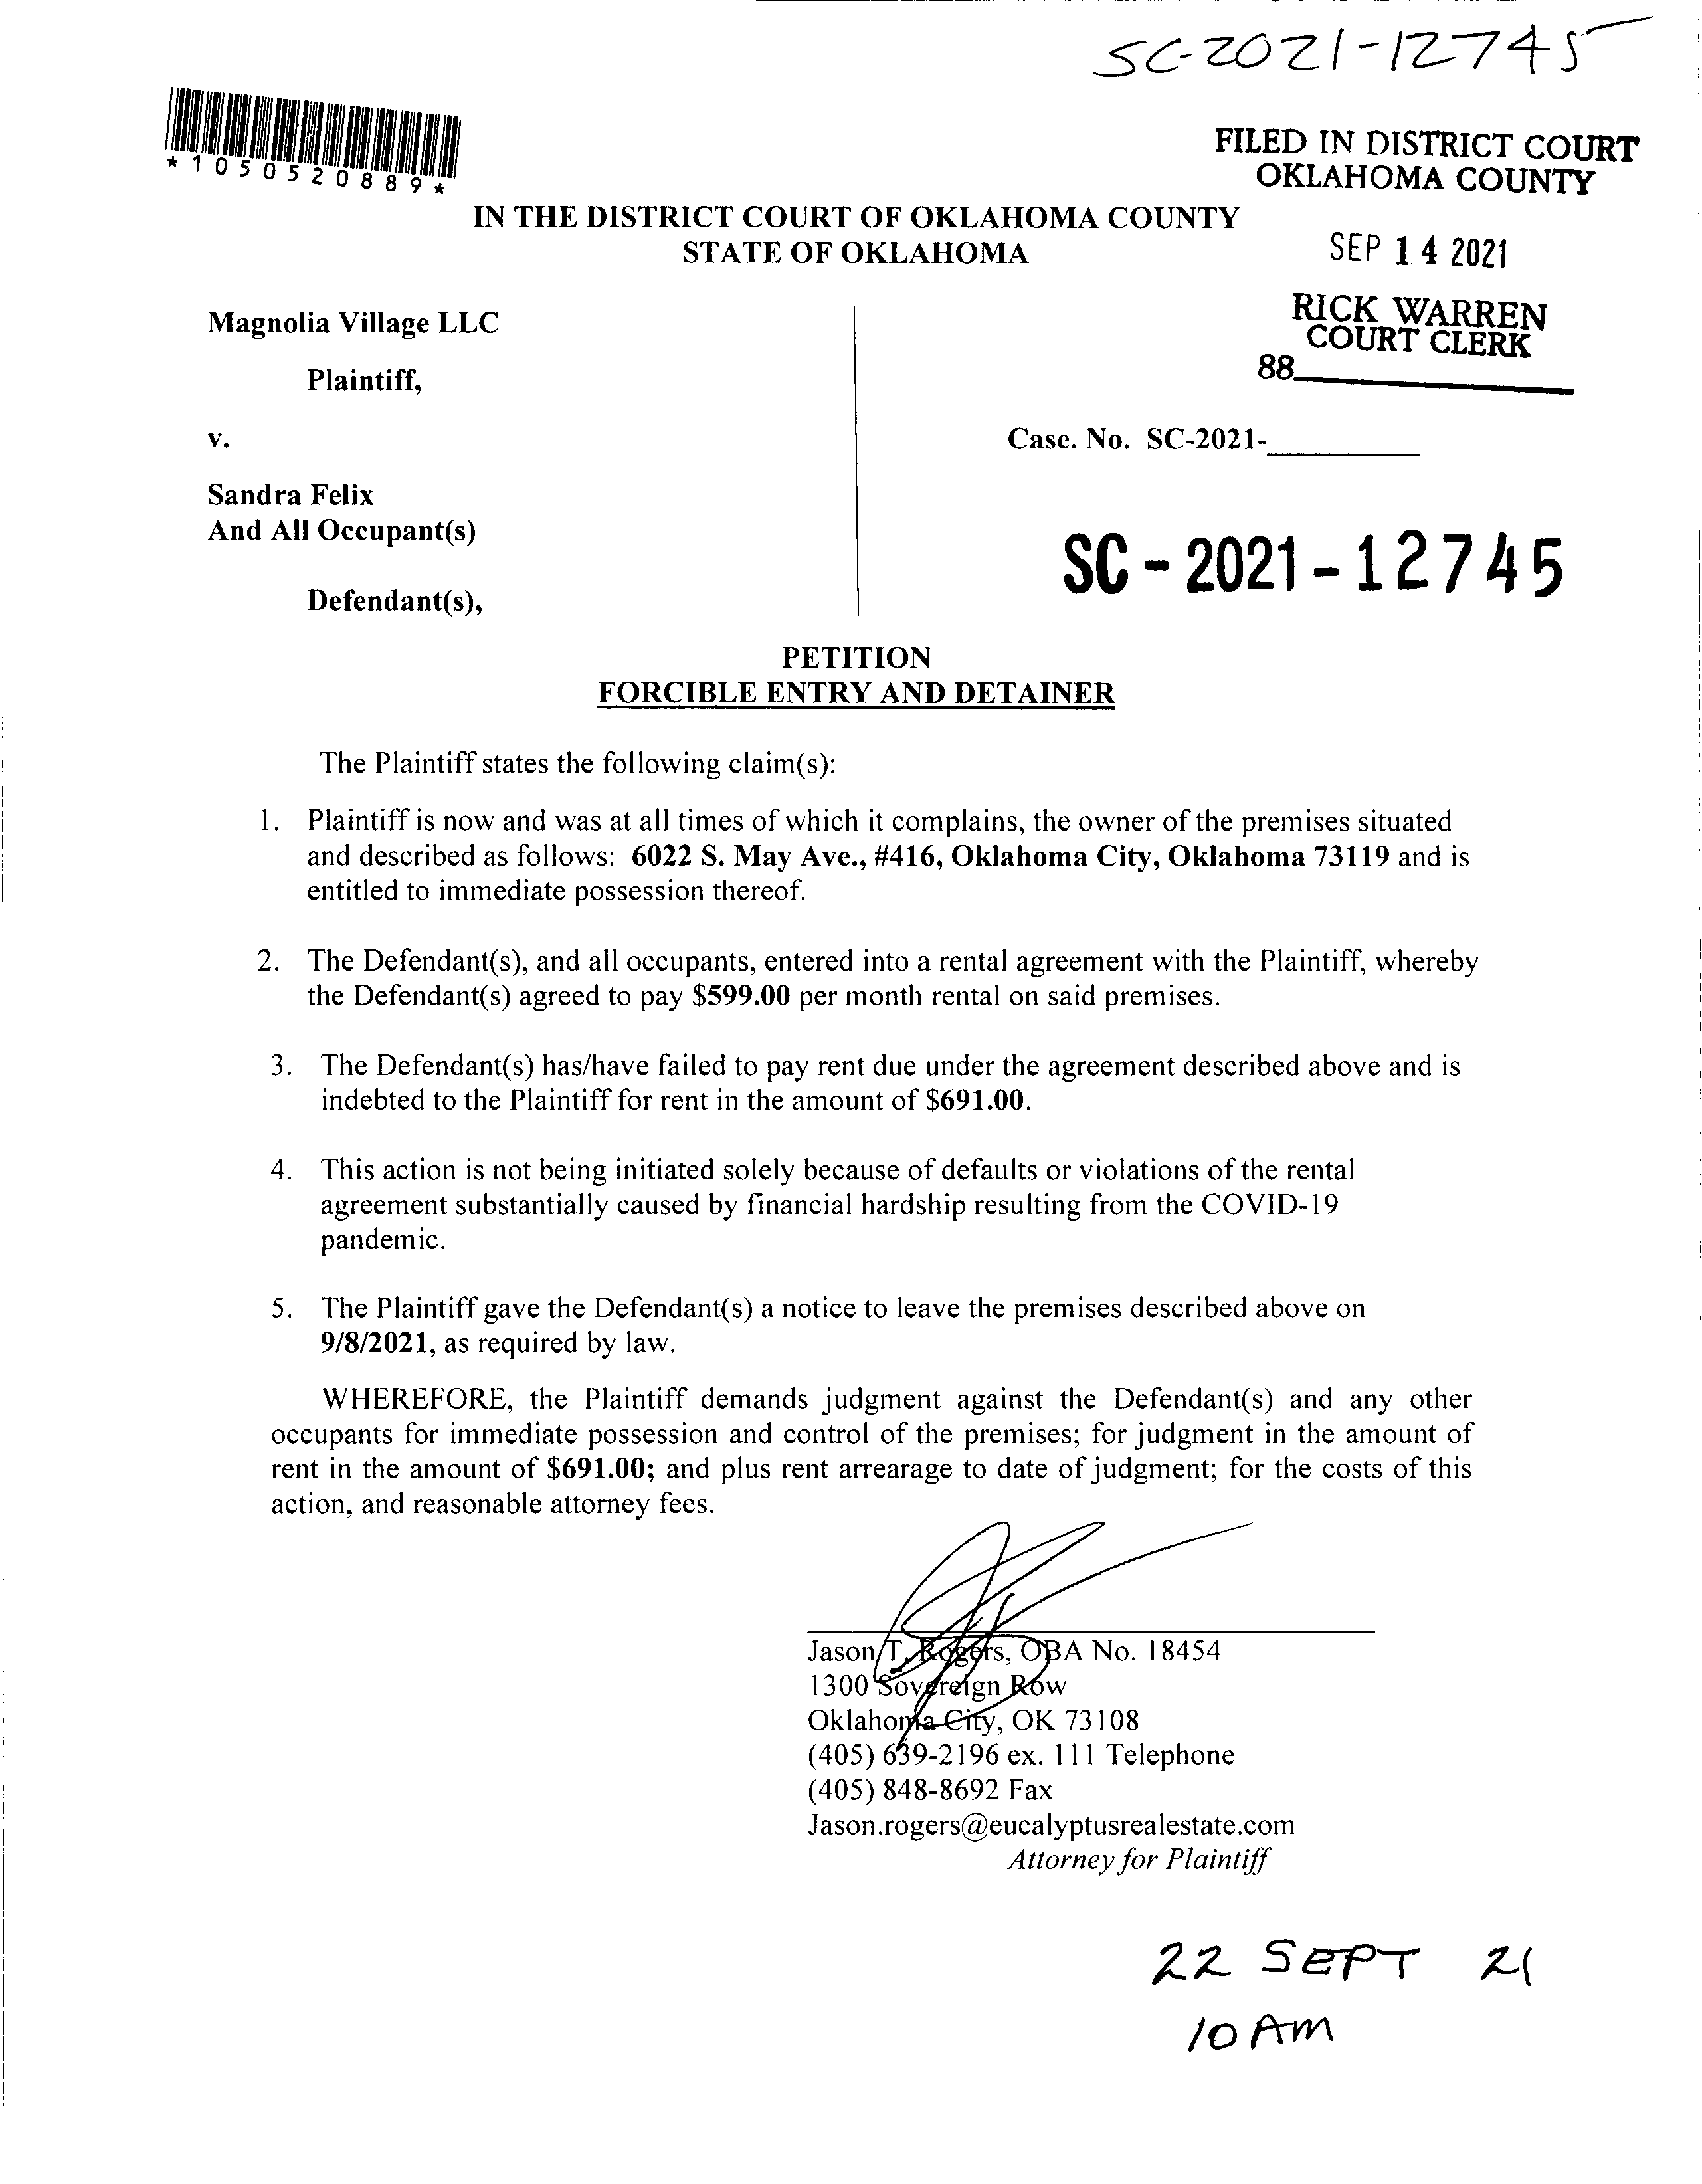 SC-2021-12745
*1050520889*
FILED IN DISTRICT COURT
OKLAHOMA COUNTY
IN THE DISTRICT COURT OF OKLAHOMA COUNTY
STATE OF OKLAHOMA
SEP 14 2021
RICK WARREN
COURT CLERK
88
Magnolia Village LLC
Plaintiff,
v.
Case. No. SC-2021-
Sandra Felix
And All Occupant(s)
SC-2021-12745
Defendant(s),
PETITION
FORCIBLE ENTRY AND DETAINER
The Plaintiff states the following claim(s):
1. Plaintiff is now and was at all times of which it complains, the owner of the premises situated
and described as follows: 6022 S. May Ave., #416, Oklahoma City, Oklahoma 73119 and is
entitled to immediate possession thereof.
2. The Defendant(s), and all occupants, entered into a rental agreement with the Plaintiff, whereby
the Defendant(s) agreed to pay $599.00 per month rental on said premises.
3. The Defendant(s) has/have failed to pay rent due under the agreement described above and is
indebted to the Plaintiff for rent in the amount of $691.00.
4. This action is not being initiated solely because of defaults or violations of the rental
agreement substantially caused by financial hardship resulting from the COVID-19
pandemic.
5. The Plaintiff gave the Defendant(s) a notice to leave the premises described above on
9/8/2021, as required by law.
WHEREFORE, the Plaintiff demands judgment against the Defendant(s) and any other
occupants for immediate possession and control of the premises; for judgment in the amount of
rent in the amount of $691.00; and plus rent arrearage to date of judgment; for the costs of this
action, and reasonable attorney fees.
Jason T. Rogers, OBA No. 18454
1300 Sovereign Row
Oklahoma City, OK 73108
(405) 639-2196 ex. 111 Telephone
(405) 848-8692 Fax
Jason.rogers@eucalyptusrealestate.com
Attorney for Plaintiff
22 SEPT 21
10 AM